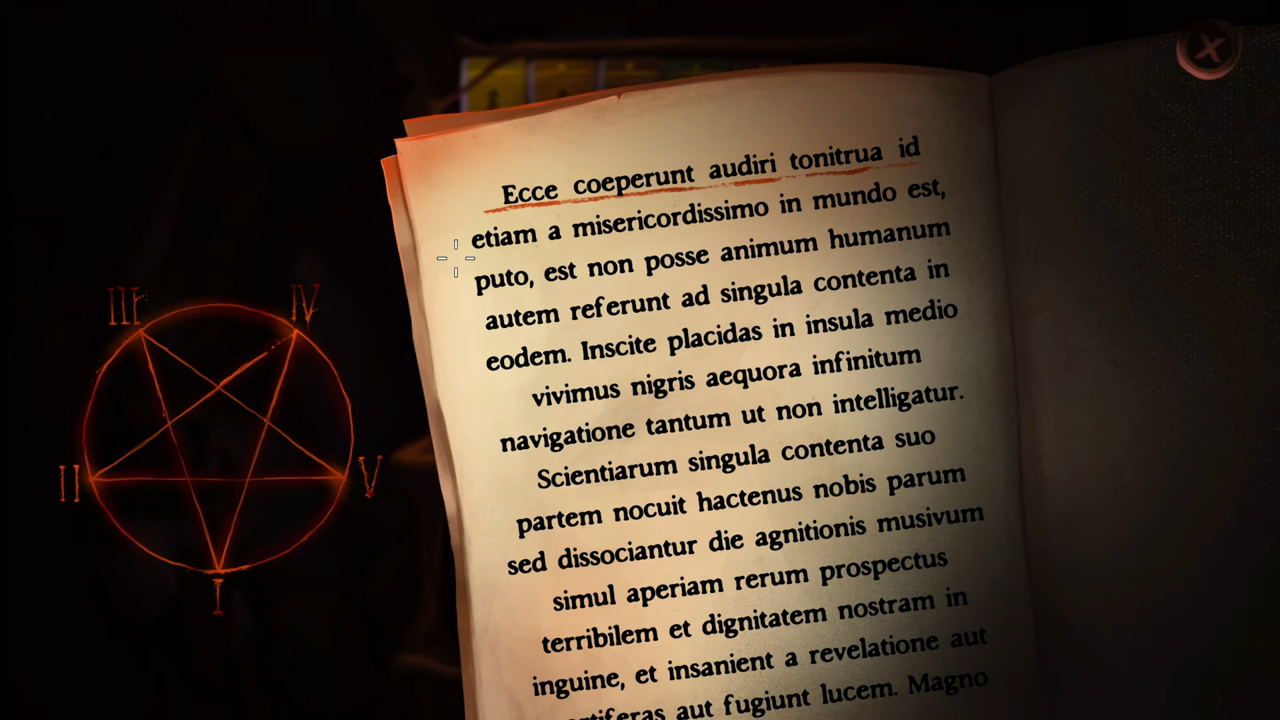 Ecce coeperunt audiri tonitrua id
etiam a misericordissimo in mundo est,
puto, est non posse animum humanum
autem referunt ad singula contenta in
eodem. Inscite placidas in insula medio
vivimus nigris aequora infinitum
navigatione tantum ut non intelligatur.
Scientiarum singula contenta suo
partem nocuit hactenus nobis parum
sed dissociantur die agnitionis musivum
simul aperiam rerum prospectus
terribilem et dignitatem nostram in
inguine, et insanient a revelatione aut
aut fugiunt lucem. Magno
III
IV
II
V
I